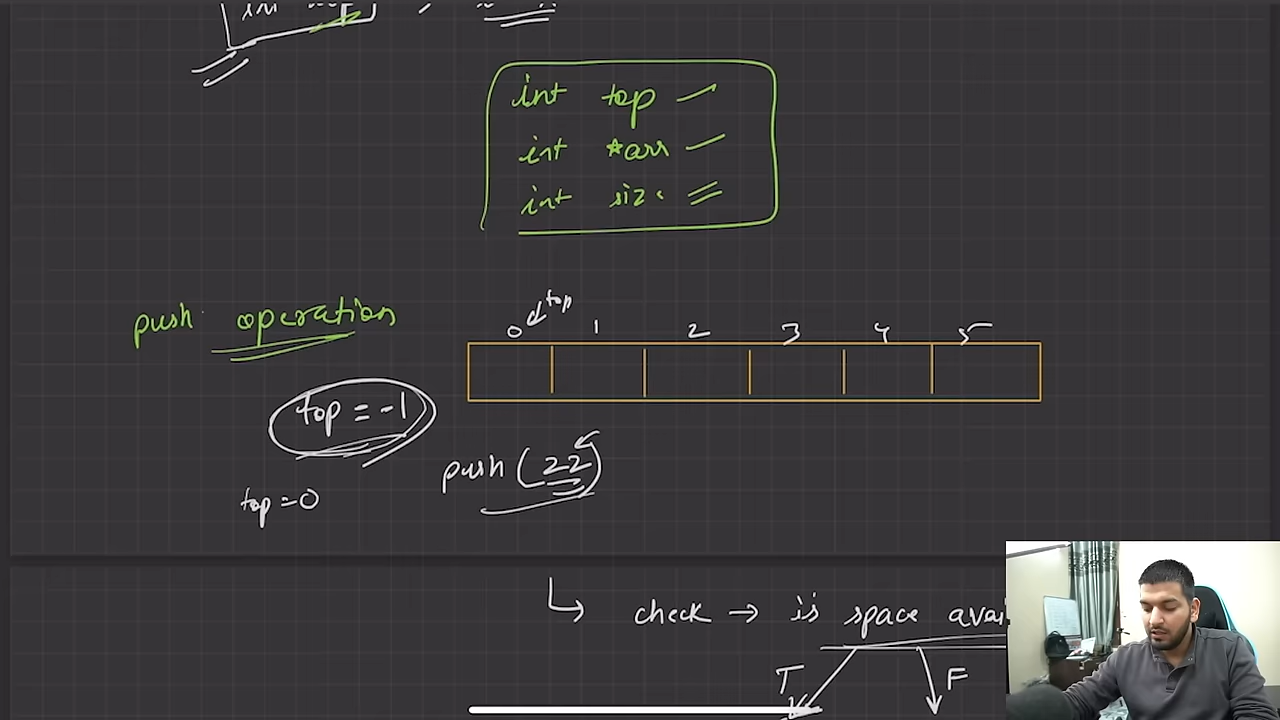 int top
int *arr
int size
top
0 1 2 3 4 5
push operation
top = -1
push (22)
top = 0
↳ check → is space avai
T F